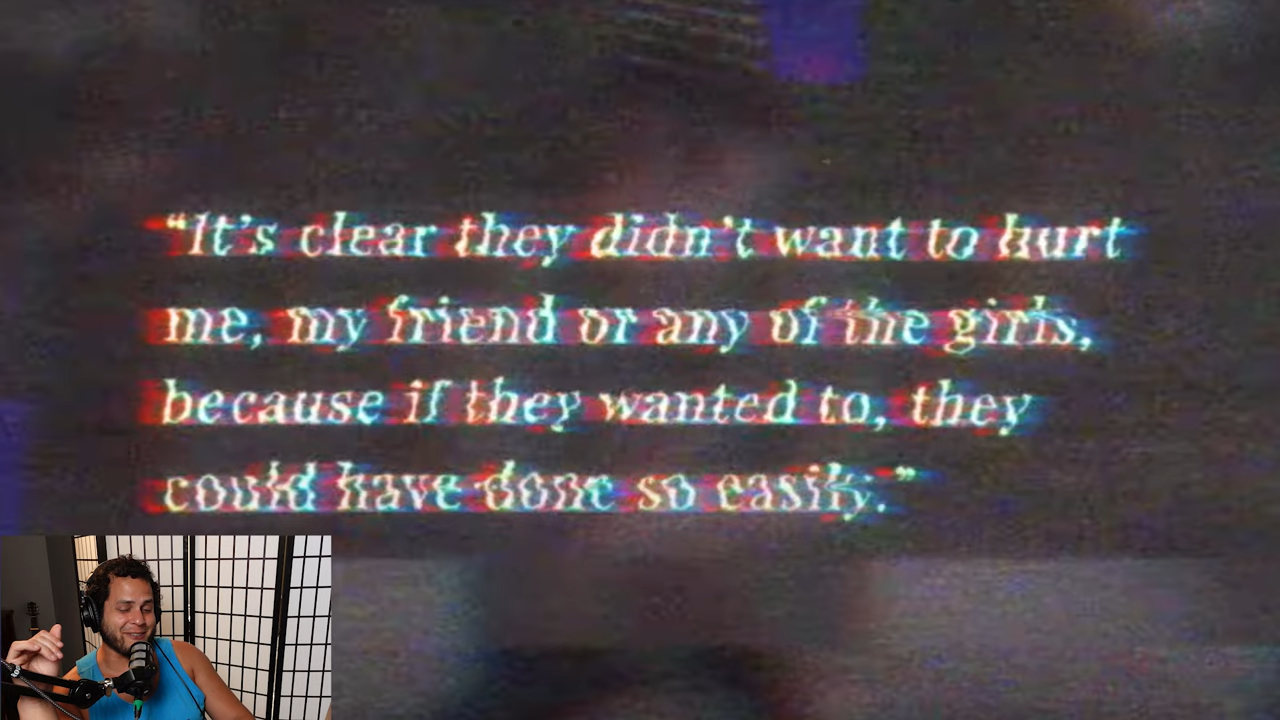 “It’s clear they didn’t want to hurt
me, my friend or any of the girls,
because if they wanted to, they
could have done so easily.”